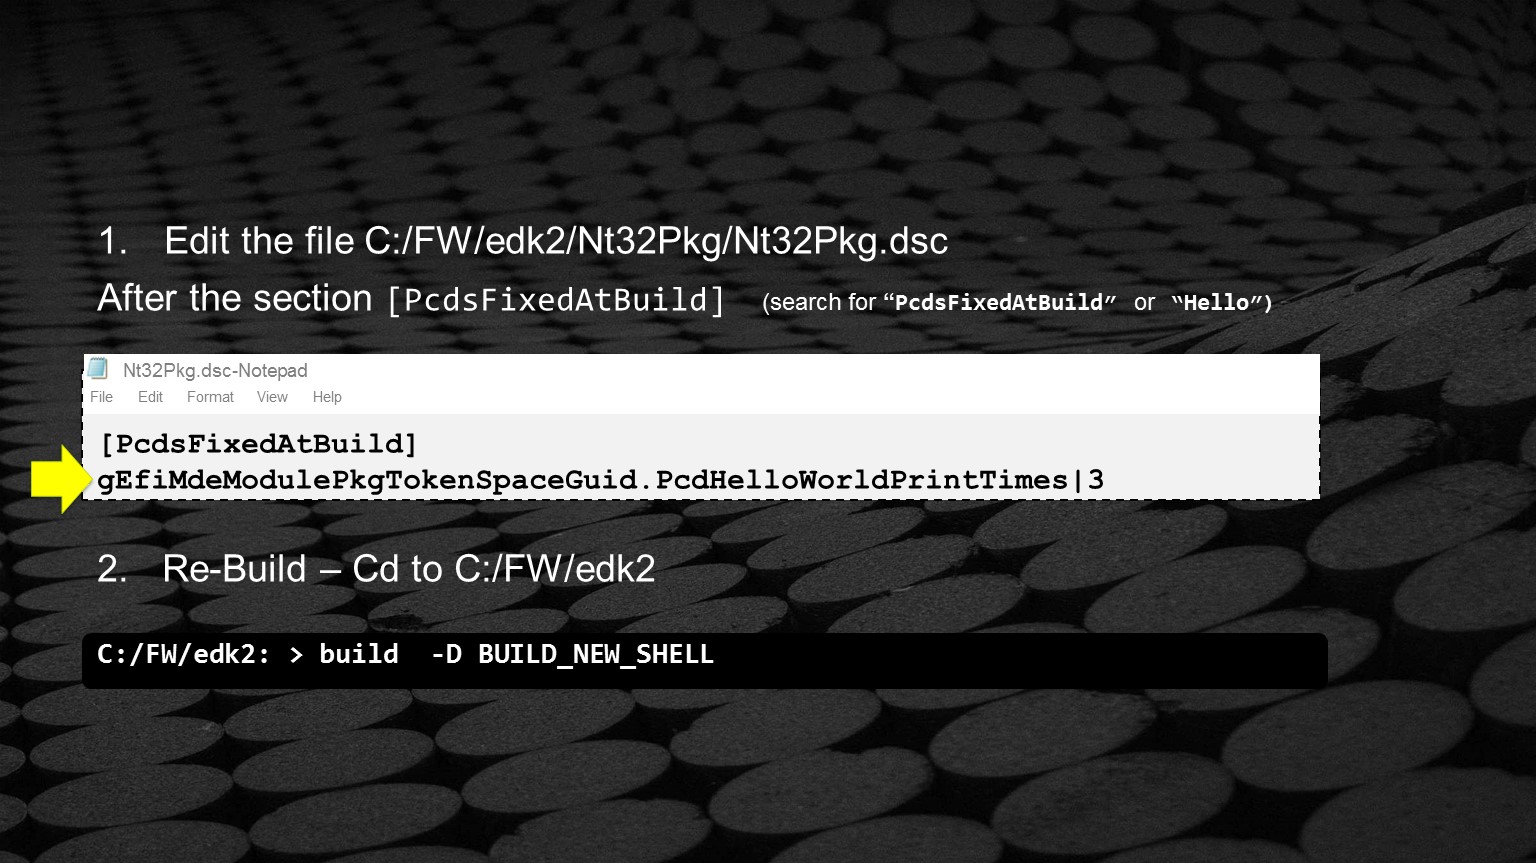 1. Edit the file C:/FW/edk2/Nt32Pkg/Nt32Pkg.dsc
After the section [PcdsFixedAtBuild] (search for “PcdsFixedAtBuild” or “Hello”)
Nt32Pkg.dsc-Notepad
File Edit Format View Help
[PcdsFixedAtBuild]
gEfiMdeModulePkgTokenSpaceGuid.PcdHelloWorldPrintTimes|3
2. Re-Build – Cd to C:/FW/edk2
C:/FW/edk2: > build -D BUILD_NEW_SHELL